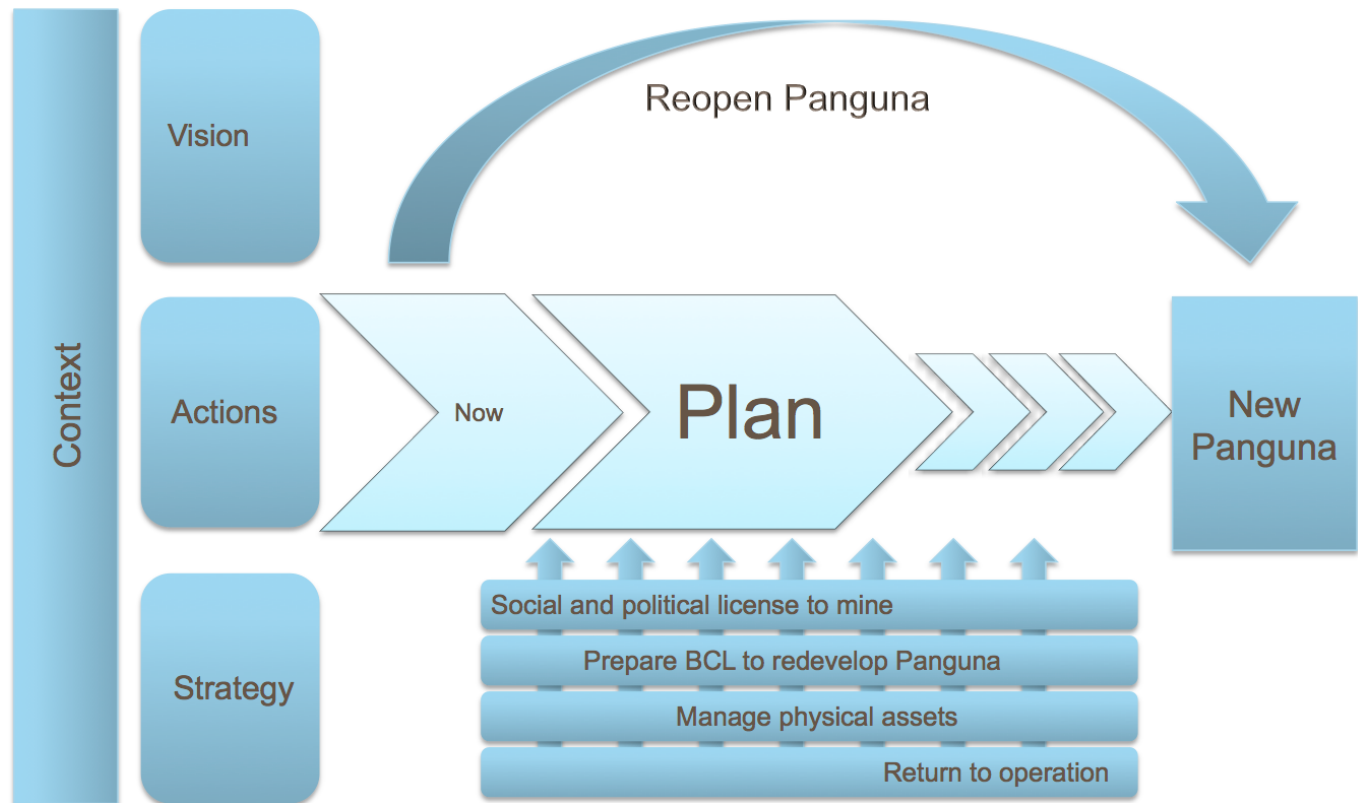 Context
Vision
Reopen Panguna
Actions
Now
Plan
New
Panguna
Strategy
Social and political license to mine
Prepare BCL to redevelop Panguna
Manage physical assets
Return to operation